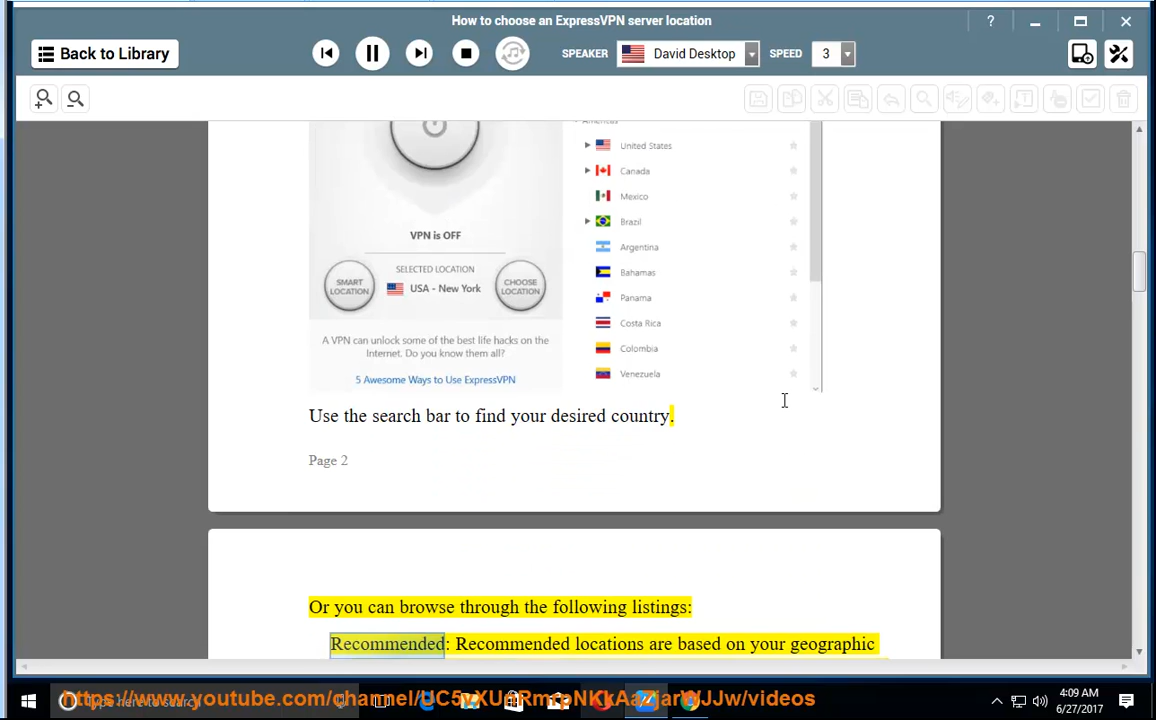 How to choose an ExpressVPN server location
?
Back to Library
SPEAKER
David Desktop
SPEED
3
United States
Canada
Mexico
Brazil
Argentina
Bahamas
Panama
Costa Rica
Colombia
Venezuela
VPN is OFF
SELECTED LOCATION
SMART
LOCATION
USA - New York
CHOOSE
LOCATION
A VPN can unlock some of the best life hacks on the
Internet. Do you know them all?
5 Awesome Ways to Use ExpressVPN
Use the search bar to find your desired country.
Page 2
Or you can browse through the following listings:
Recommended: Recommended locations are based on your geographic
Type here to search
4:09 AM
6/27/2017